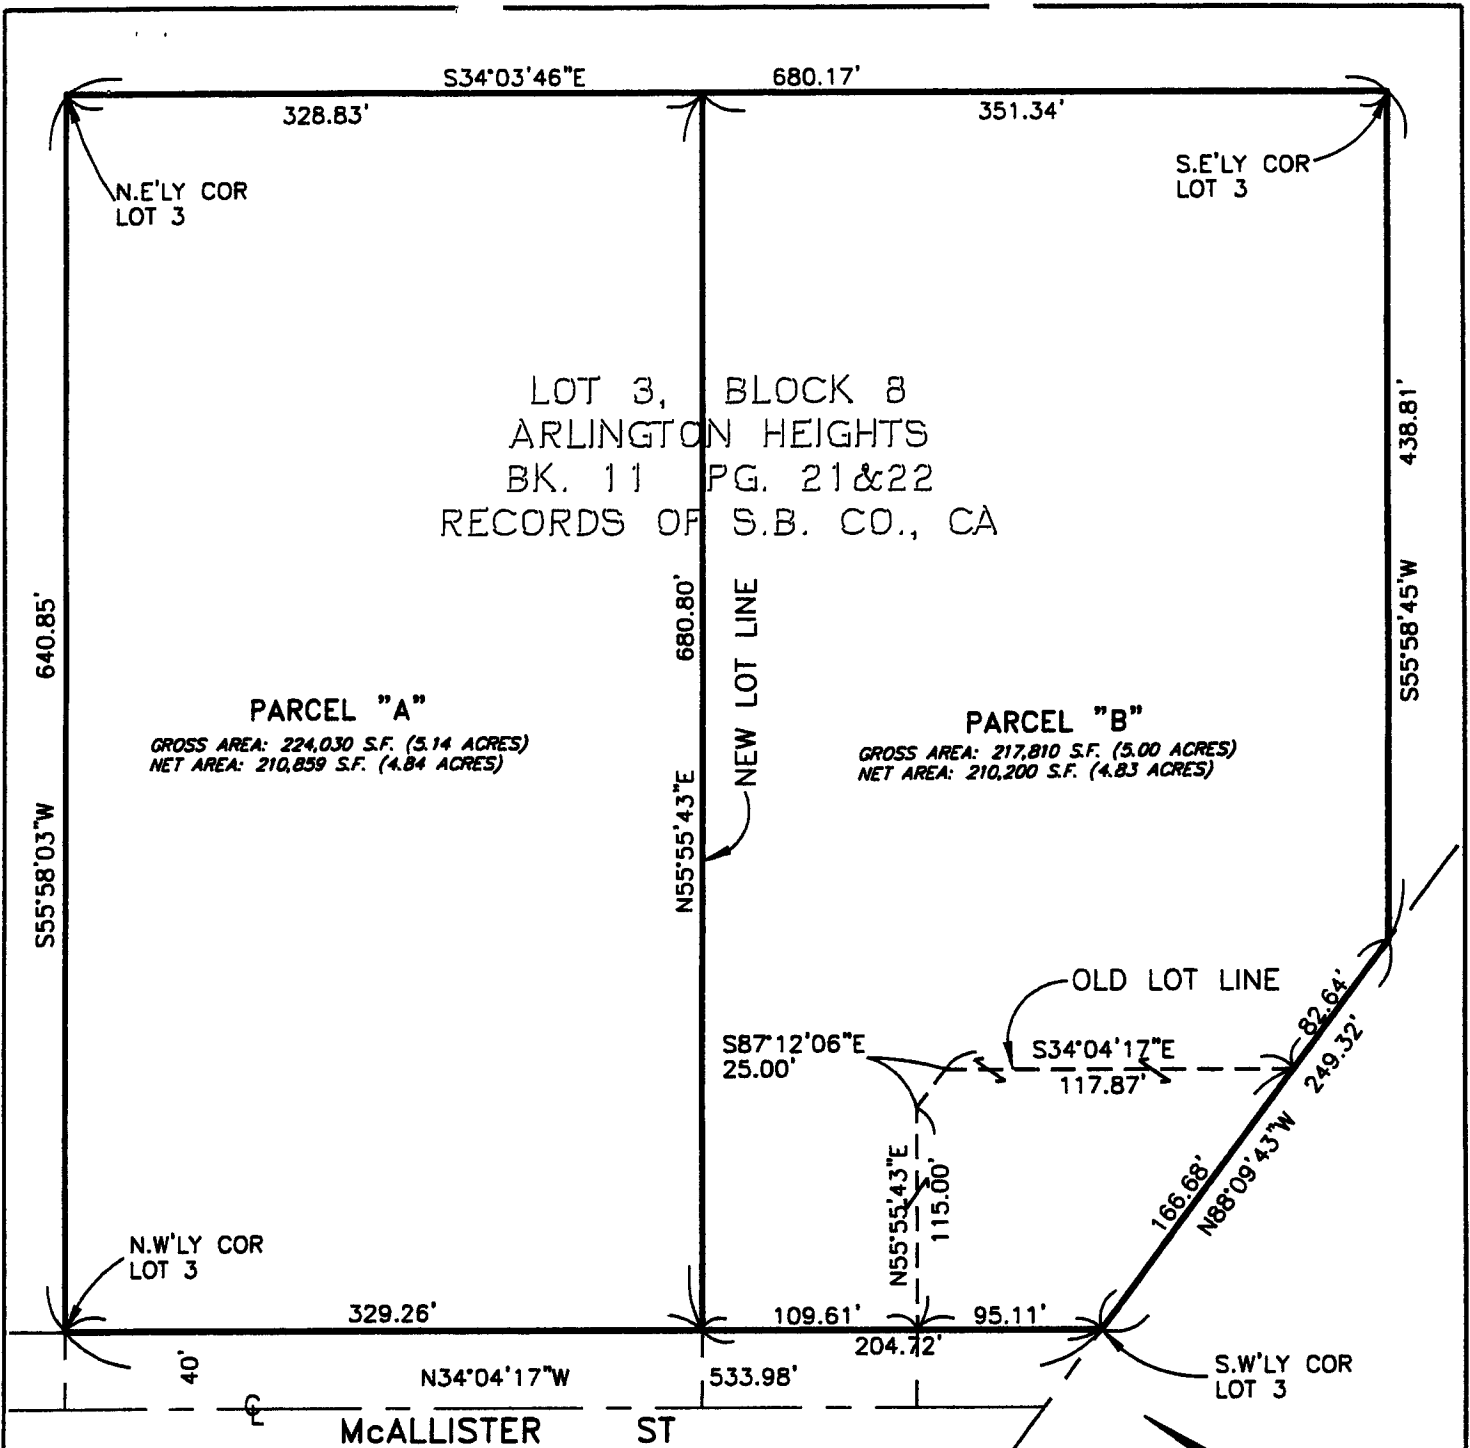 S34°03'46"E 680.17'
328.83' 351.34'
N.E'LY COR
LOT 3
S.E'LY COR
LOT 3
LOT 3, BLOCK 8
ARLINGTON HEIGHTS
BK. 11 PG. 21&22
RECORDS OF S.B. CO., CA
438.81'
S55°58'45"W
640.85'
S55°58'03"W
680.80'
N55°55'43"E
NEW LOT LINE
PARCEL "A"
GROSS AREA: 224,030 S.F. (5.14 ACRES)
NET AREA: 210,859 S.F. (4.84 ACRES)
PARCEL "B"
GROSS AREA: 217,810 S.F. (5.00 ACRES)
NET AREA: 210,200 S.F. (4.83 ACRES)
OLD LOT LINE
S87°12'06"E
25.00'
S34°04'17"E
117.87'
82.64'
249.32'
N55°55'43"E
115.00'
166.68'
N88°09'43"W
N.W'LY COR
LOT 3
329.26' 109.61' 95.11'
204.72'
S.W'LY COR
LOT 3
40'
N34°04'17"W 533.98'
CL
McALLISTER ST